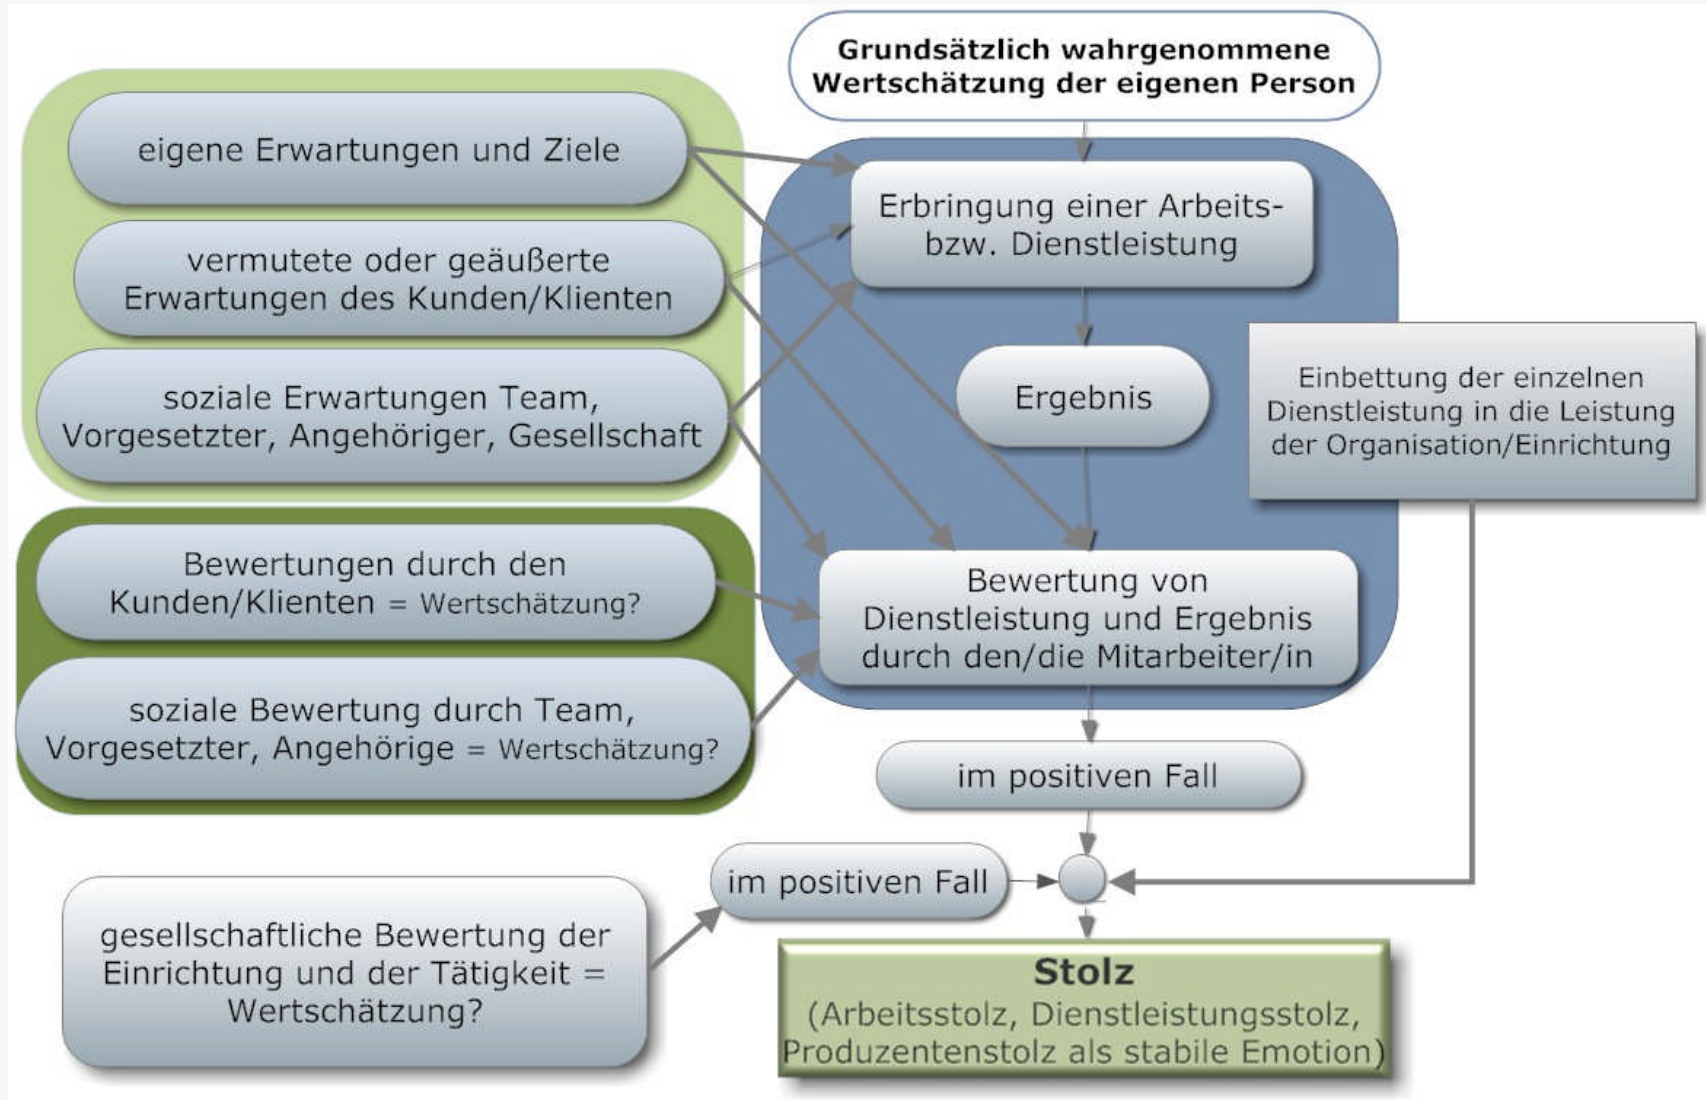 Grundsätzlich wahrgenommene
Wertschätzung der eigenen Person
eigene Erwartungen und Ziele
vermutete oder geäußerte
Erwartungen des Kunden/Klienten
soziale Erwartungen Team,
Vorgesetzter, Angehöriger, Gesellschaft
Erbringung einer Arbeits-
bzw. Dienstleistung
Ergebnis
Einbettung der einzelnen
Dienstleistung in die Leistung
der Organisation/Einrichtung
Bewertungen durch den
Kunden/Klienten = Wertschätzung?
soziale Bewertung durch Team,
Vorgesetzter, Angehörige = Wertschätzung?
Bewertung von
Dienstleistung und Ergebnis
durch den/die Mitarbeiter/in
im positiven Fall
im positiven Fall
gesellschaftliche Bewertung der
Einrichtung und der Tätigkeit =
Wertschätzung?
Stolz
(Arbeitsstolz, Dienstleistungsstolz,
Produzentenstolz als stabile Emotion)